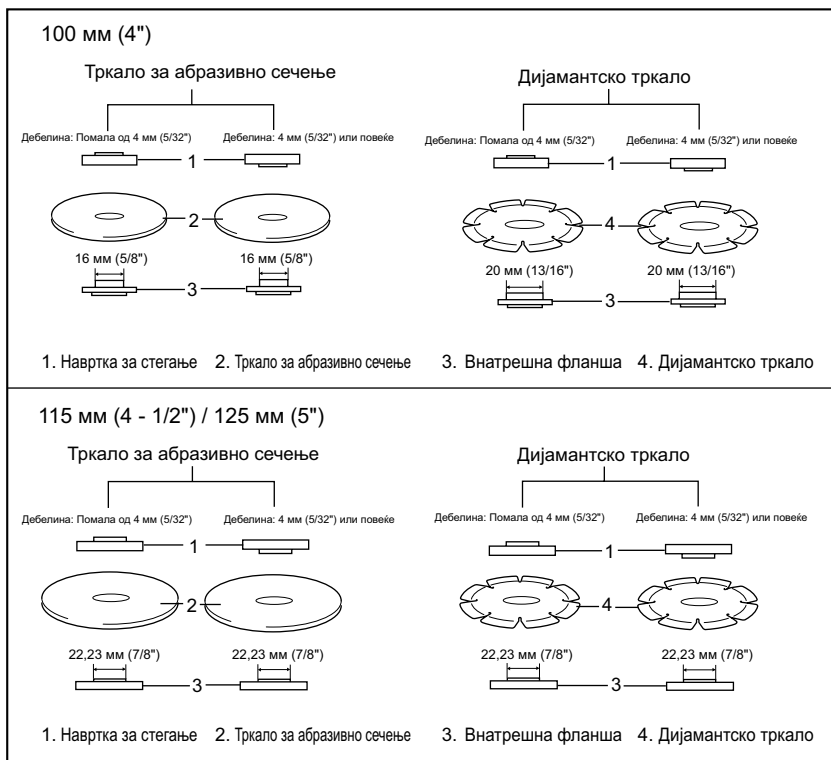 100 мм (4")
Тркало за абразивно сечење
Дијамантско тркало
Дебелина: Помала од 4 мм (5/32")
Дебелина: 4 мм (5/32") или повеќе
Дебелина: Помала од 4 мм (5/32")
Дебелина: 4 мм (5/32") или повеќе
1
1
2
4
16 мм (5/8")
16 мм (5/8")
20 мм (13/16")
20 мм (13/16")
3
3
1. Навртка за стегање 2. Тркало за абразивно сечење 3. Внатрешна фланша 4. Дијамантско тркало
115 мм (4 - 1/2") / 125 мм (5")
Тркало за абразивно сечење
Дијамантско тркало
Дебелина: Помала од 4 мм (5/32")
Дебелина: 4 мм (5/32") или повеќе
Дебелина: Помала од 4 мм (5/32")
Дебелина: 4 мм (5/32") или повеќе
1
1
2
4
22,23 мм (7/8")
22,23 мм (7/8")
22,23 мм (7/8")
22,23 мм (7/8")
3
3
1. Навртка за стегање 2. Тркало за абразивно сечење 3. Внатрешна фланша 4. Дијамантско тркало